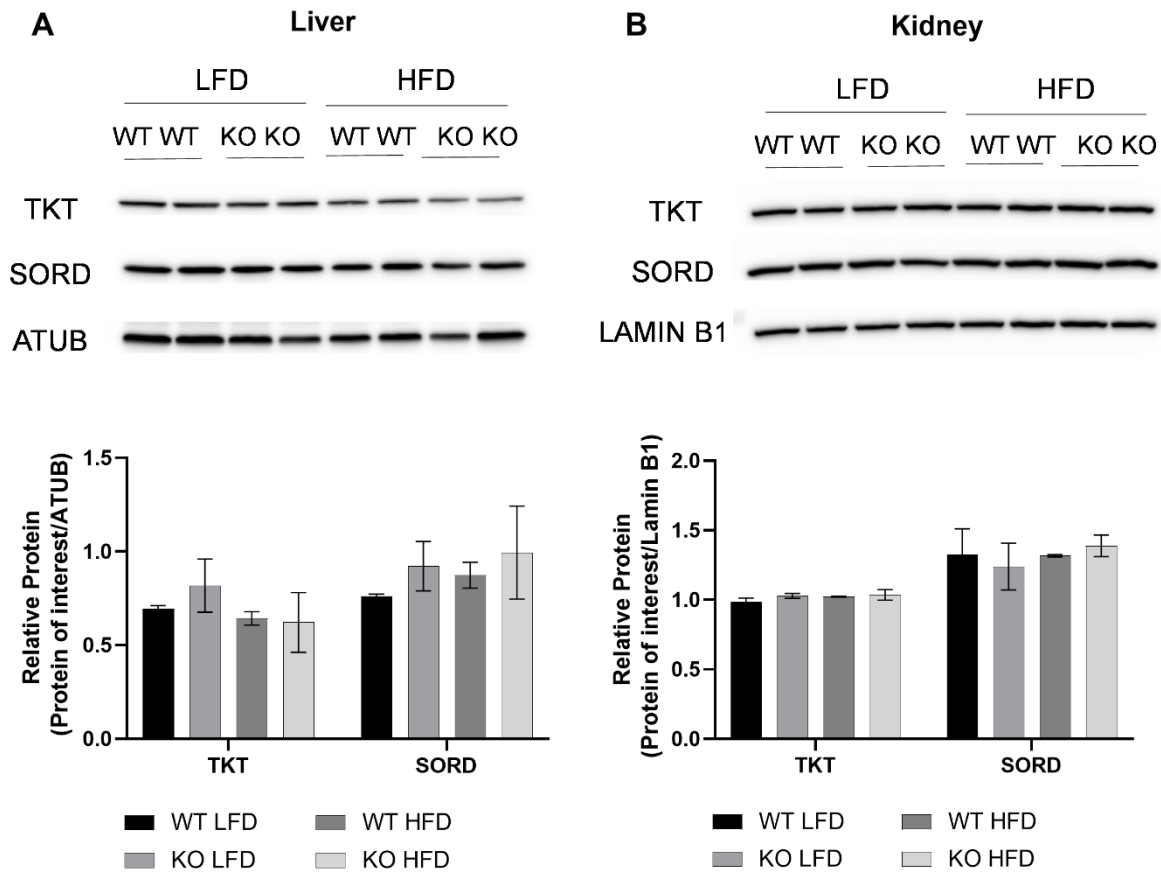 A
Liver
LFD
HFD
WT WT
KO KO
WT WT
KO KO
TKT
SORD
ATUB
Relative Protein
(Protein of interest/ATUB)
1.5
1.0
0.5
0.0
TKT
SORD
WT LFD
WT HFD
KO LFD
KO HFD
B
Kidney
LFD
HFD
WT WT
KO KO
WT WT
KO KO
TKT
SORD
LAMIN B1
Relative Protein
(Protein of interest/Lamin B1)
2.0
1.5
1.0
0.5
0.0
TKT
SORD
WT LFD
WT HFD
KO LFD
KO HFD